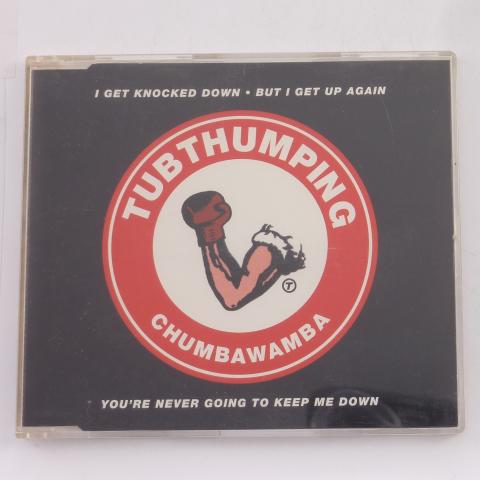 I GET KNOCKED DOWN • BUT I GET UP AGAIN
TUBTHUMPING
T
CHUMBAWAMBA
YOU'RE NEVER GOING TO KEEP ME DOWN